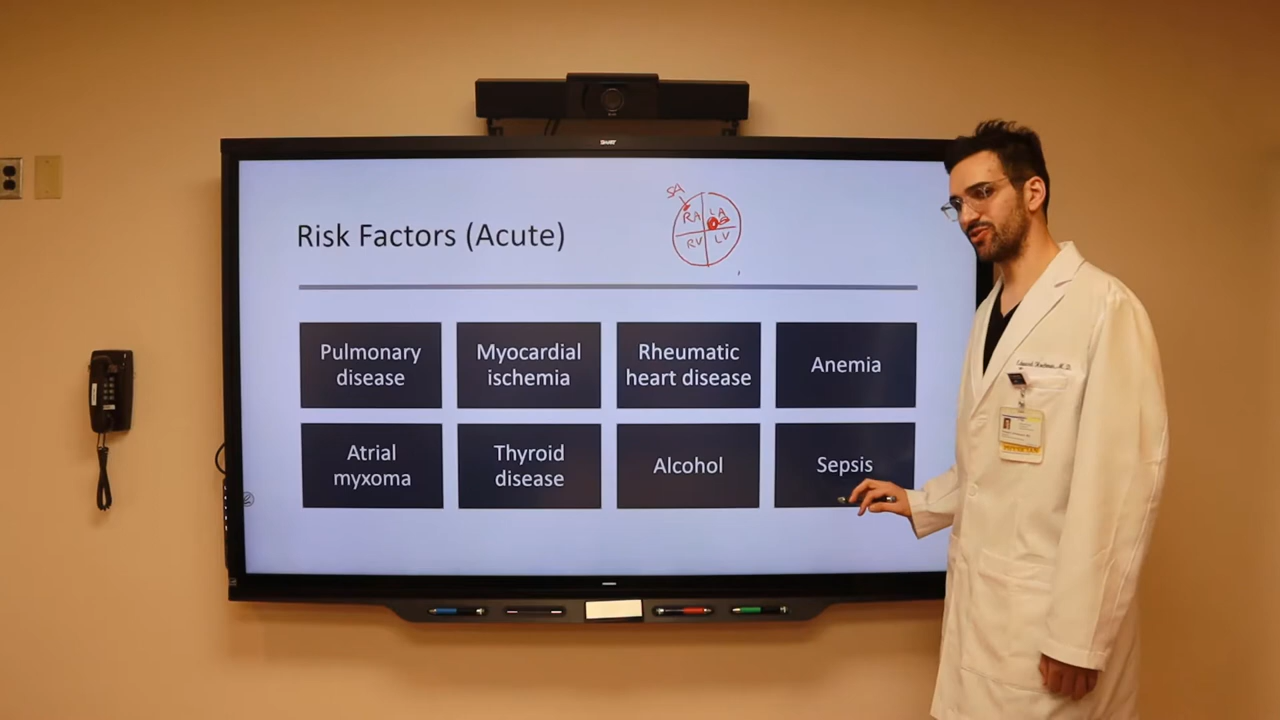 SMART
SA
RA
LA
RV
LV
Risk Factors (Acute)
Pulmonary
disease
Myocardial
ischemia
Rheumatic
heart disease
Anemia
Atrial
myxoma
Thyroid
disease
Alcohol
Sepsis